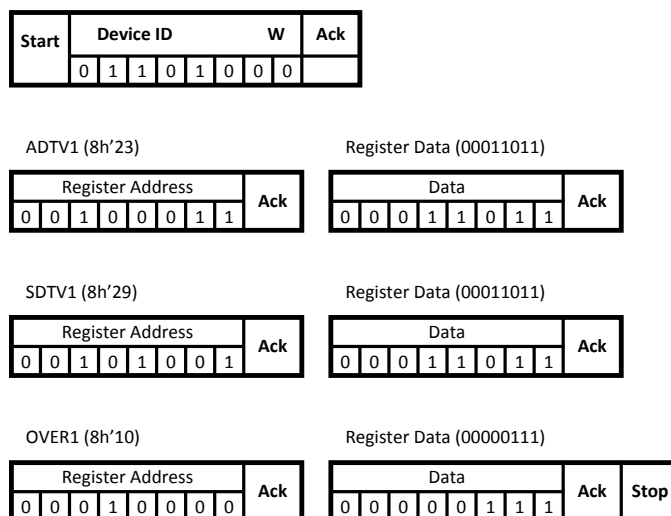 Start Device ID W Ack
0 1 1 0 1 0 0 0
ADTV1 (8h’23) Register Data (00011011)
Register Address Ack Data Ack
0 0 1 0 0 0 1 1 0 0 0 1 1 0 1 1
SDTV1 (8h’29) Register Data (00011011)
Register Address Ack Data Ack
0 0 1 0 1 0 0 1 0 0 0 1 1 0 1 1
OVER1 (8h’10) Register Data (00000111)
Register Address Ack Data Ack Stop
0 0 0 1 0 0 0 0 0 0 0 0 0 1 1 1